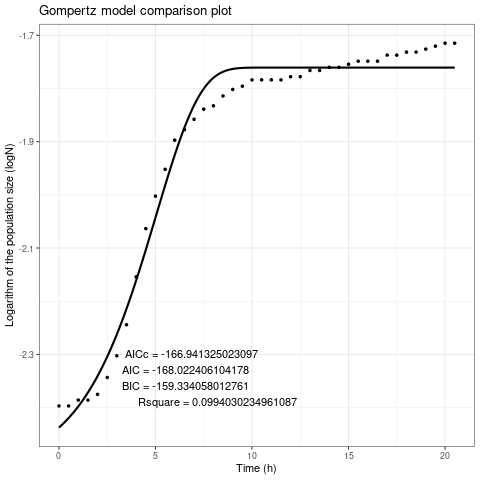 Gompertz model comparison plot
Logarithm of the population size (logN)
-1.7
-1.9
-2.1
-2.3
AICc = -166.941325023097
AIC = -168.022406104178
BIC = -159.334058012761
Rsquare = 0.0994030234961087
0 5 10 15 20
Time (h)